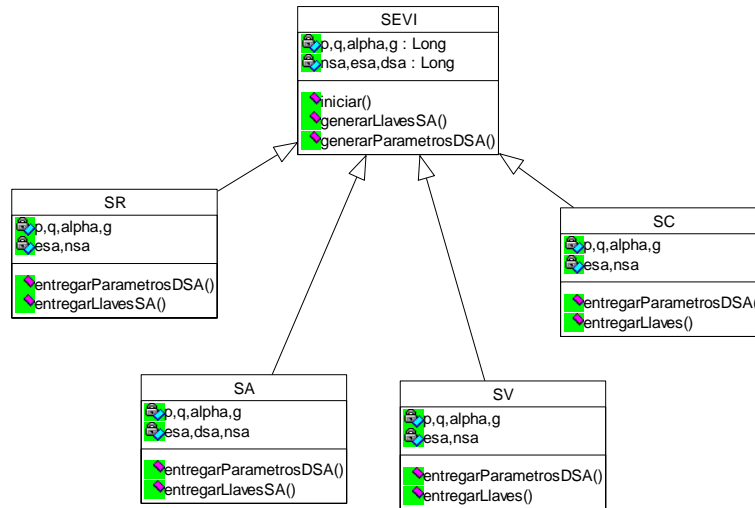 SEVI
p,q,alpha,g : Long
nsa,esa,dsa : Long
iniciar()
generarLlavesSA()
generarParametrosDSA()
SR
p,q,alpha,g
esa,nsa
entregarParametrosDSA()
entregarLlavesSA()
SC
p,q,alpha,g
esa,nsa
entregarParametrosDSA()
entregarLlaves()
SA
p,q,alpha,g
esa,dsa,nsa
entregarParametrosDSA()
entregarLlavesSA()
SV
p,q,alpha,g
esa,nsa
entregarParametrosDSA()
entregarLlaves()